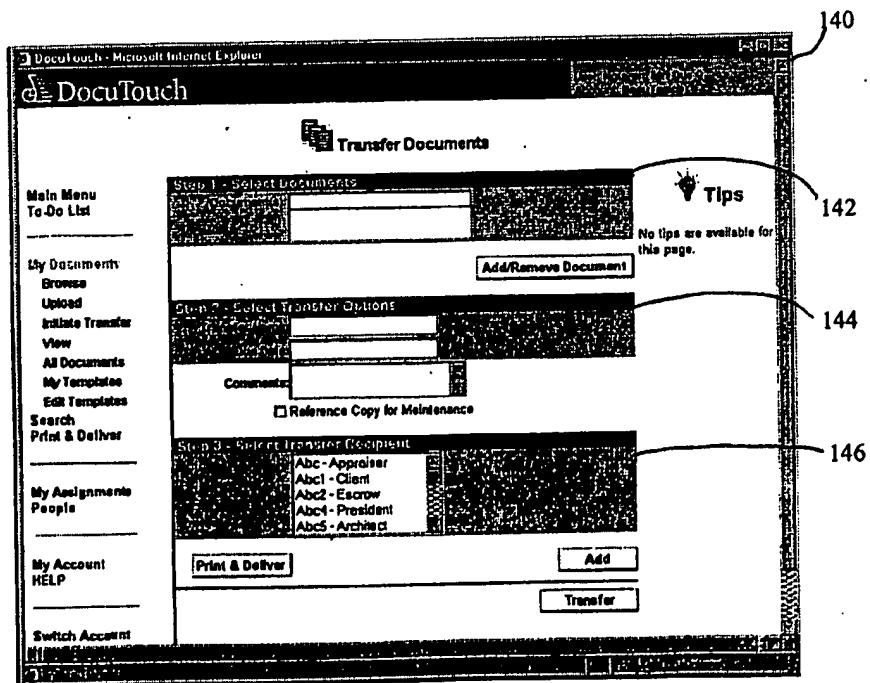 140
DocuTouch - Microsoft Internet Explorer
DocuTouch
Transfer Documents
Main Menu
To-Do List
My Documents
Browse
Upload
Initiate Transfer
View
All Documents
My Templates
Edit Templates
Search
Print & Deliver
My Assignments
People
My Account
HELP
Switch Account
Step 1 - Select Documents
Add/Remove Document
Step 2 - Select Transfer Options
Comments:
Reference Copy for Maintenance
Step 3 - Select Transfer Recipient
Abc - Appraiser
Abc1 - Client
Abc2 - Escrow
Abc4 - President
Abc5 - Architect
Print & Deliver
Add
Transfer
Tips
No tips are available for
this page.
142
144
146